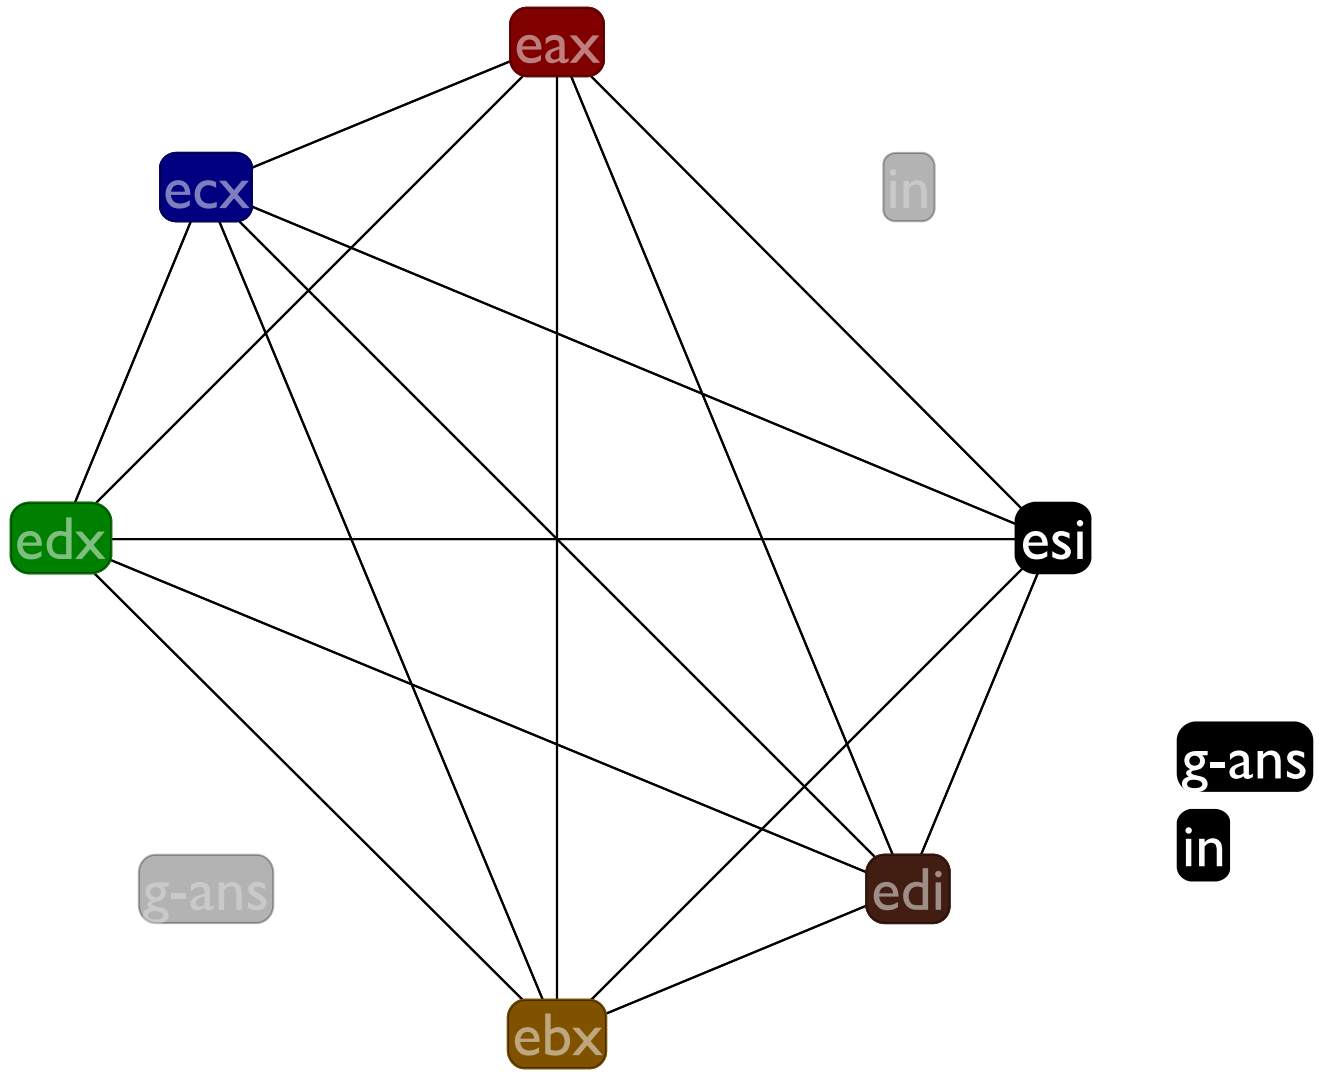 eax
ecx
in
edx
esi
g-ans
in
g-ans
edi
ebx